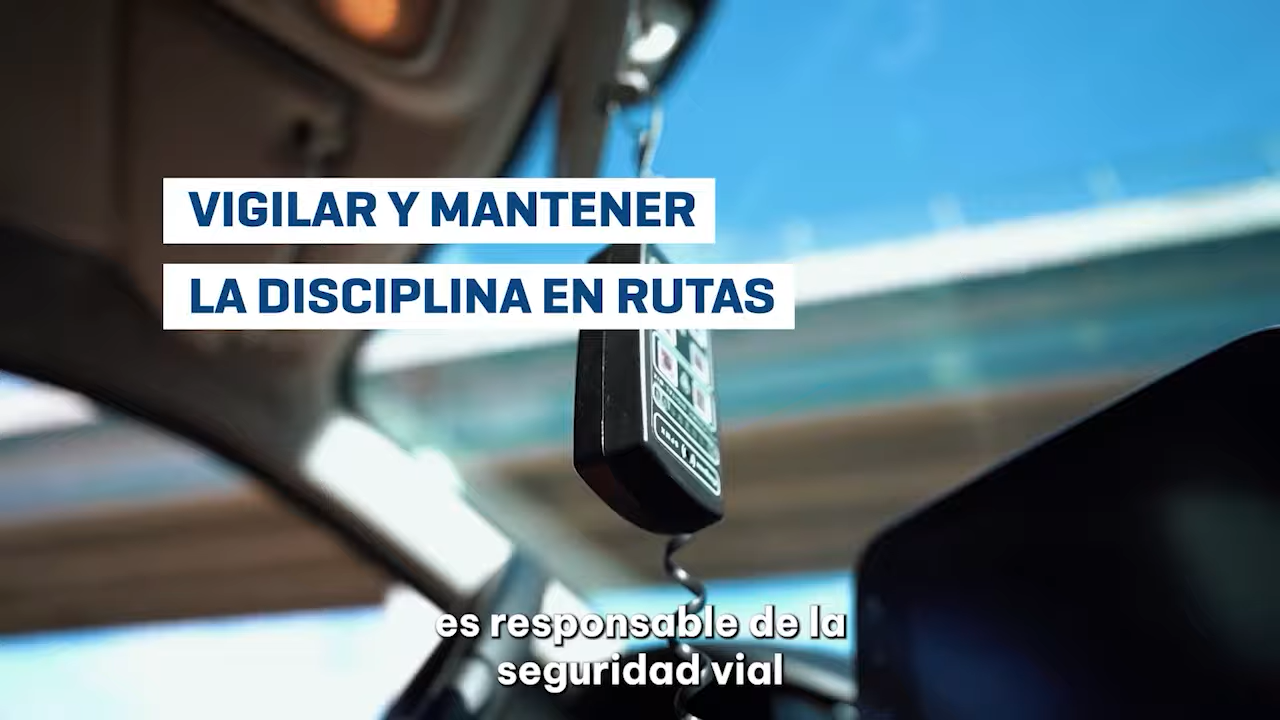 VIGILAR Y MANTENER
LA DISCIPLINA EN RUTAS
es responsable de la
seguridad vial